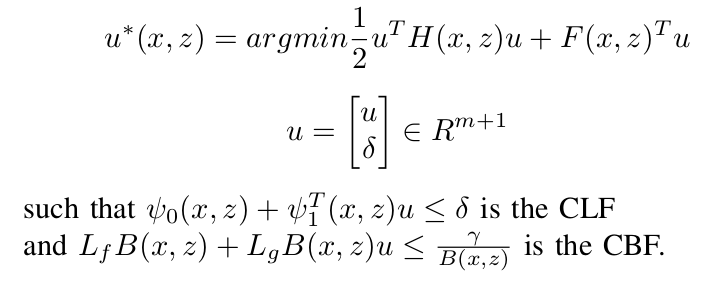 u*(x, z) = argmin 1/2 u^T H(x, z)u + F(x, z)^T u
u = [u δ] ∈ R^{m+1}
such that ψ_0(x, z) + ψ_1^T(x, z)u ≤ δ is the CLF
and L_f B(x, z) + L_g B(x, z)u ≤ γ/B(x,z) is the CBF.